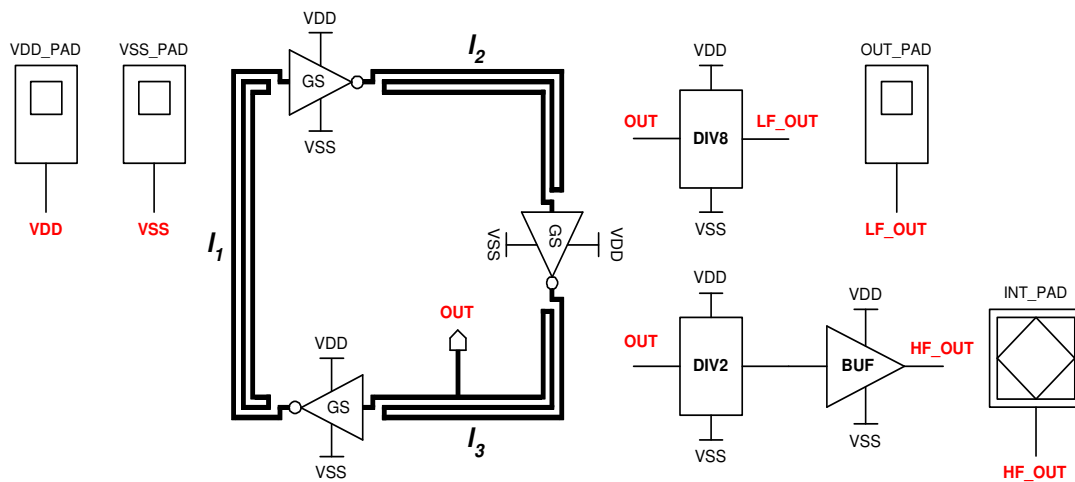 VDD_PAD
VSS_PAD
VDD
VSS
VDD
GS
VSS
l2
l1
VSS
GS
VDD
OUT
VDD
GS
VSS
l3
VDD
OUT
DIV8
LF_OUT
VSS
OUT_PAD
LF_OUT
VDD
OUT
DIV2
VSS
VDD
BUF
HF_OUT
VSS
INT_PAD
HF_OUT